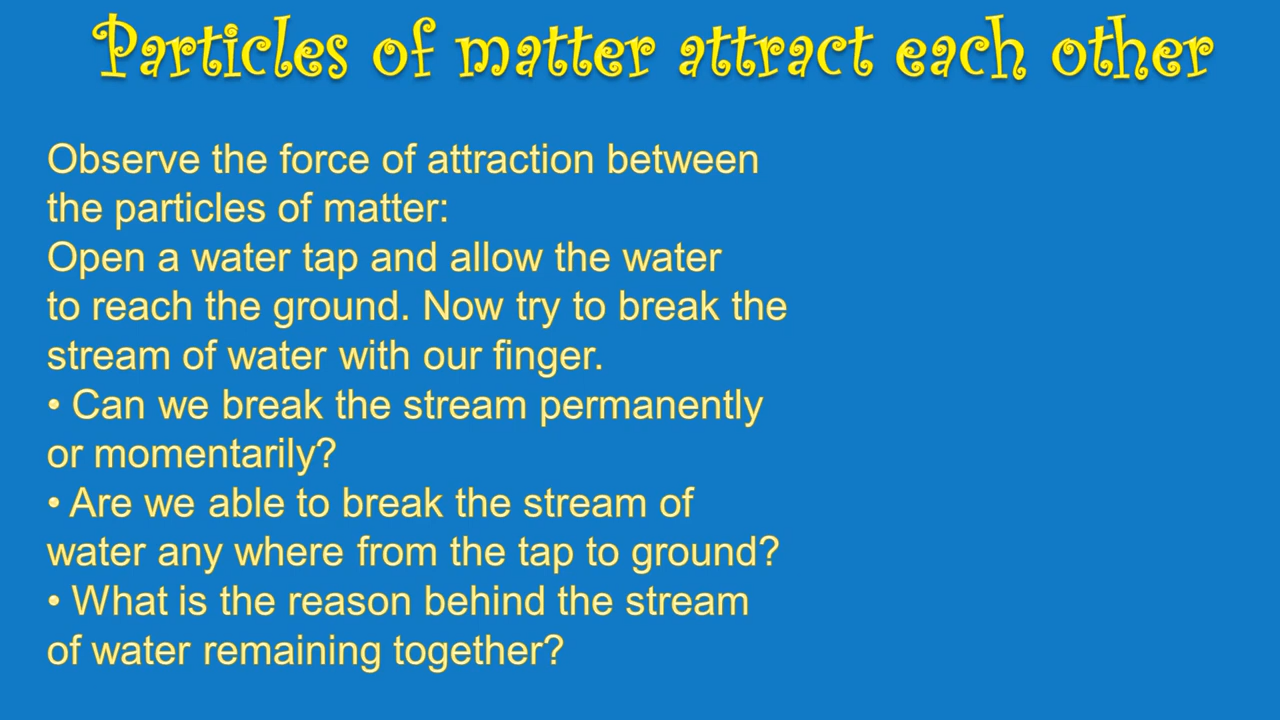 Particles of matter attract each other
Observe the force of attraction between
the particles of matter:
Open a water tap and allow the water
to reach the ground. Now try to break the
stream of water with our finger.
• Can we break the stream permanently
or momentarily?
• Are we able to break the stream of
water any where from the tap to ground?
• What is the reason behind the stream
of water remaining together?